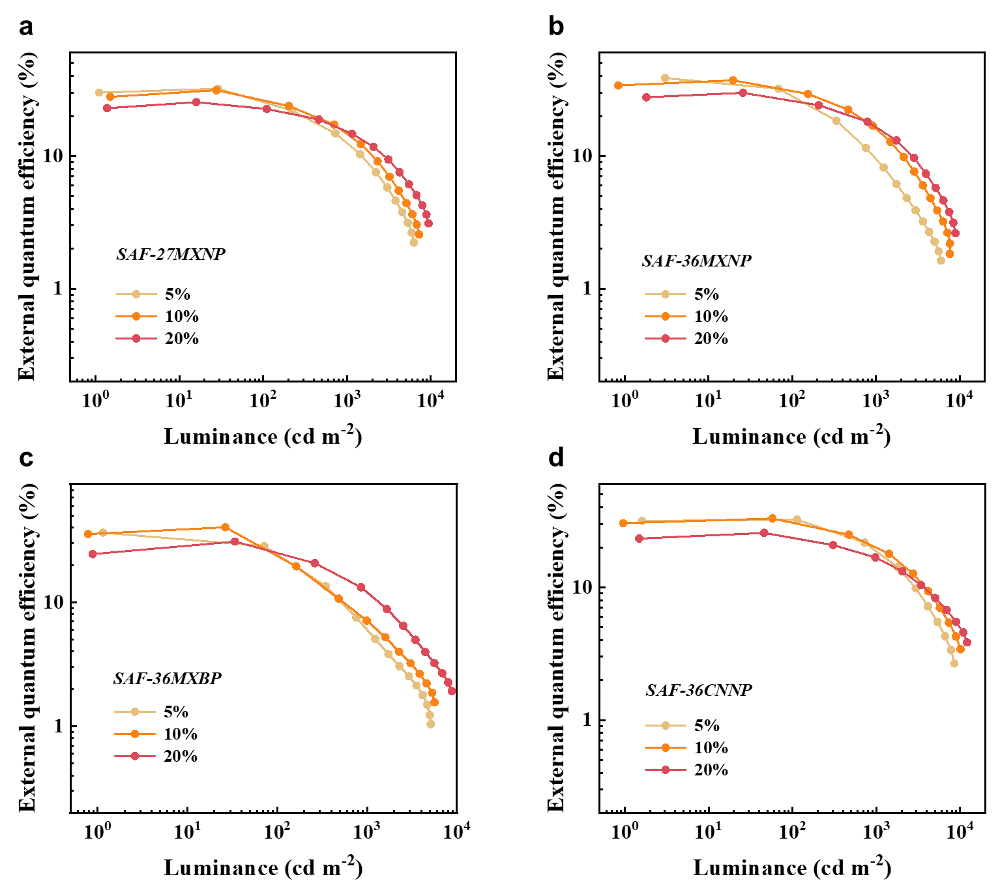 a
External quantum efficiency (%)
10
1
SAF-27MXNP
5%
10%
20%
10⁰ 10¹ 10² 10³ 10⁴
Luminance (cd m⁻²)
b
External quantum efficiency (%)
10
1
SAF-36MXNP
5%
10%
20%
10⁰ 10¹ 10² 10³ 10⁴
Luminance (cd m⁻²)
c
External quantum efficiency (%)
10
1
SAF-36MXBP
5%
10%
20%
10⁰ 10¹ 10² 10³ 10⁴
Luminance (cd m⁻²)
d
External quantum efficiency (%)
10
1
SAF-36CNNP
5%
10%
20%
10⁰ 10¹ 10² 10³ 10⁴
Luminance (cd m⁻²)